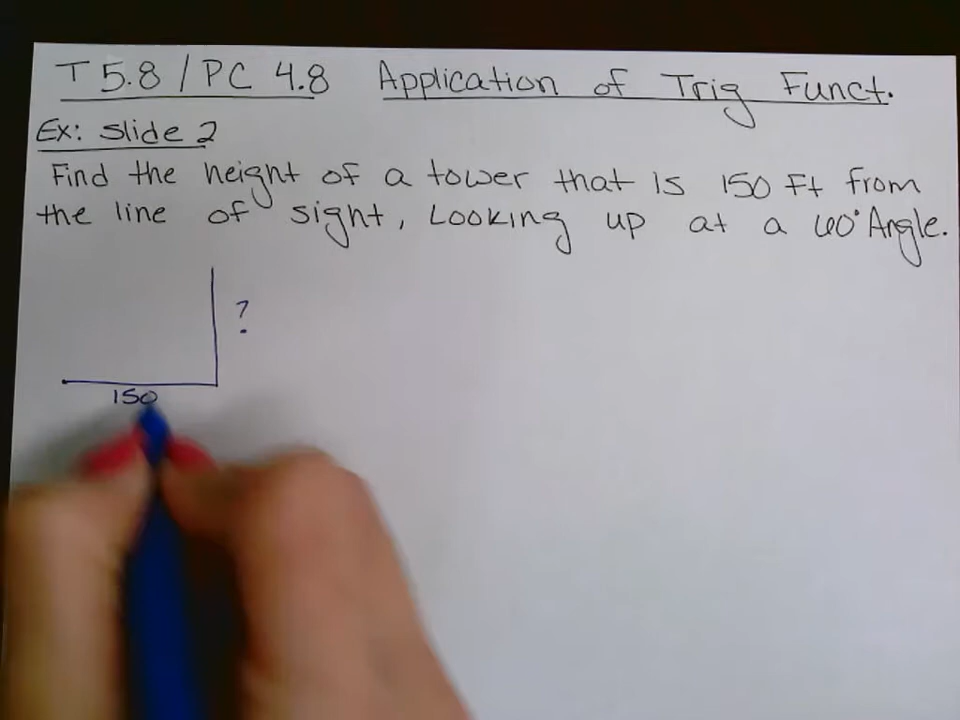 T 5.8 / PC 4.8 Application of Trig Funct.
Ex: Slide 2
Find the height of a tower that is 150 Ft from
the line of sight, Looking up at a 60° Angle.
?
150